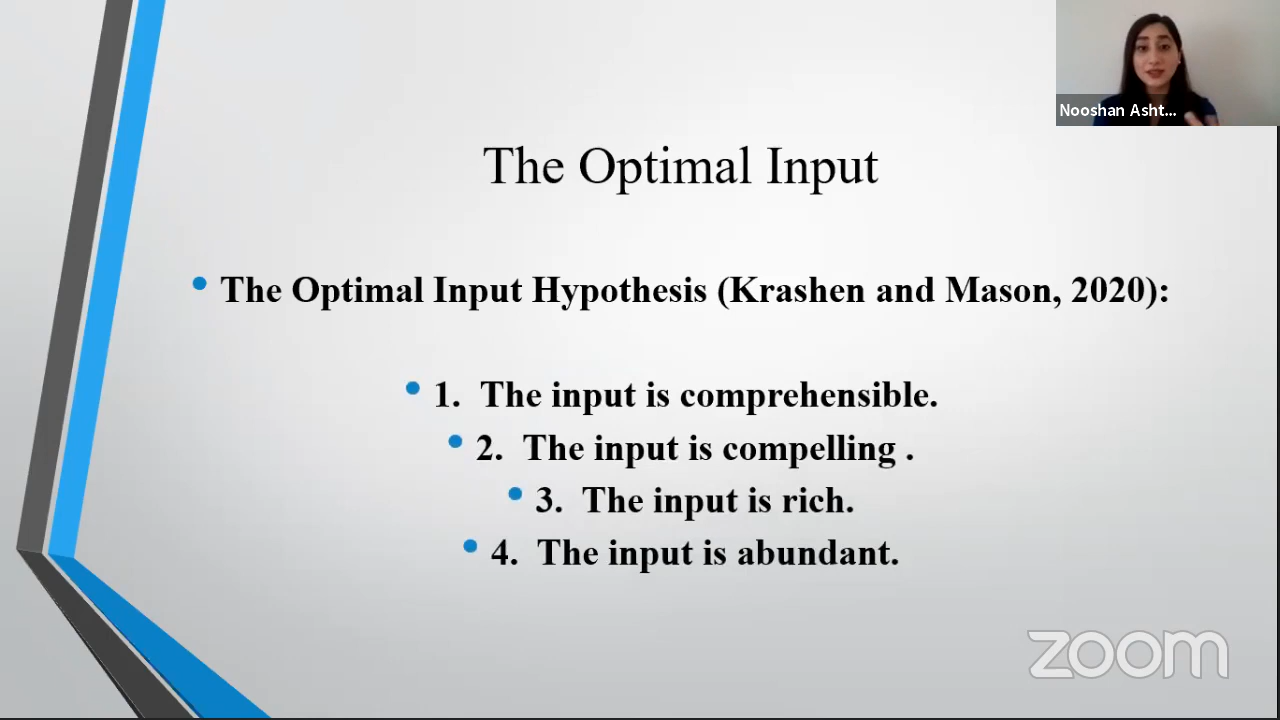 Nooshan Asht...
The Optimal Input
• The Optimal Input Hypothesis (Krashen and Mason, 2020):
• 1. The input is comprehensible.
• 2. The input is compelling .
• 3. The input is rich.
• 4. The input is abundant.
zoom